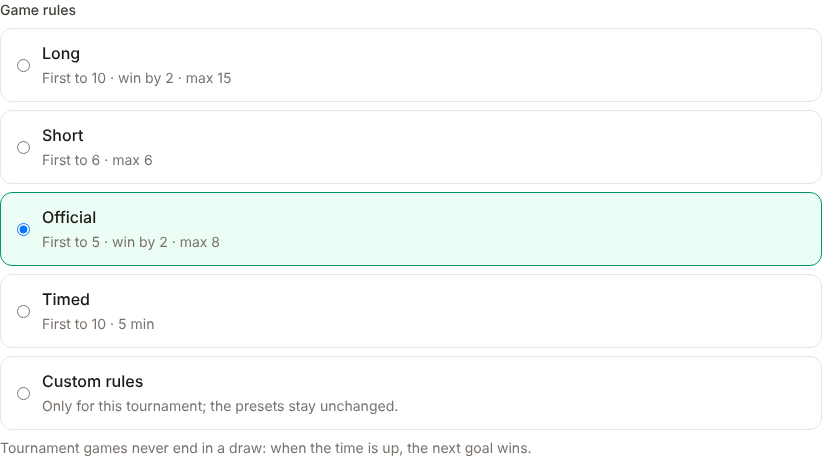 Game rules
Long
First to 10 · win by 2 · max 15
Short
First to 6 · max 6
Official
First to 5 · win by 2 · max 8
Timed
First to 10 · 5 min
Custom rules
Only for this tournament; the presets stay unchanged.
Tournament games never end in a draw: when the time is up, the next goal wins.